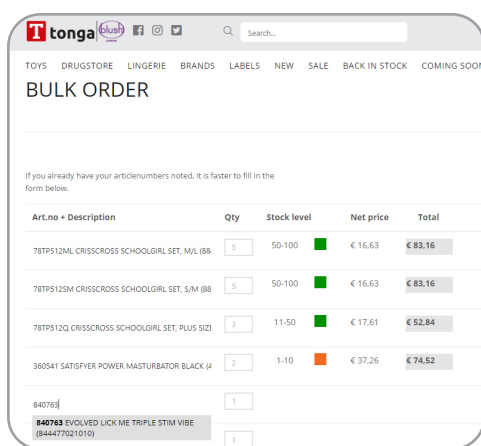 T tonga blush
Search...
TOYS DRUGSTORE LINGERIE BRANDS LABELS NEW SALE BACK IN STOCK COMING SOON
BULK ORDER
If you already have your articlenumbers noted, it is faster to fill in the
form below.
Art.no + Description Qty Stock level Net price Total
78TP512ML CRISSCROSS SCHOOLGIRL SET, M/L (88 5 50-100 € 16,63 € 83,16
78TP512SM CRISSCROSS SCHOOLGIRL SET, S/M (88 5 50-100 € 16,63 € 83,16
78TP512Q CRISSCROSS SCHOOLGIRL SET, PLUS SIZE 3 11-50 € 17,61 € 52,84
360541 SATISFYER POWER MASTURBATOR BLACK (4 2 1-10 € 37,26 € 74,52
840763 1
840763 EVOLVED LICK ME TRIPLE STIM VIBE
(844477021010)
1